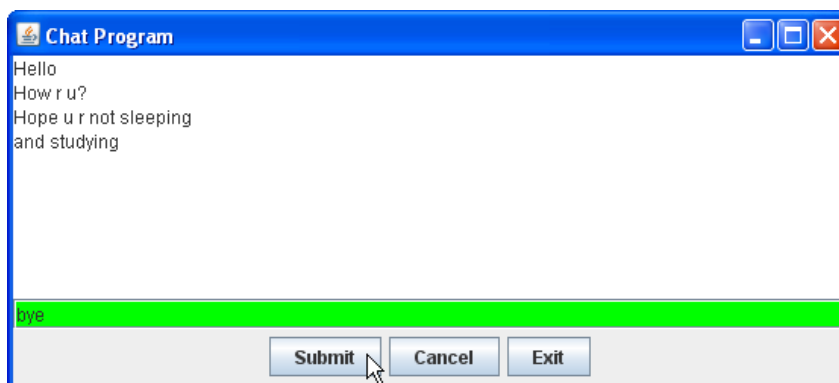 Chat Program
Hello
How r u?
Hope u r not sleeping
and studying
bye
Submit Cancel Exit